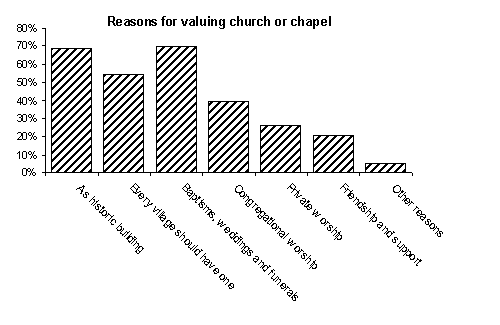 Reasons for valuing church or chapel
80%
70%
60%
50%
40%
30%
20%
10%
0%
As historic building
Every village should have one
Baptisms, weddings and funerals
Congregational worship
Private worship
Friendship and support
Other reasons